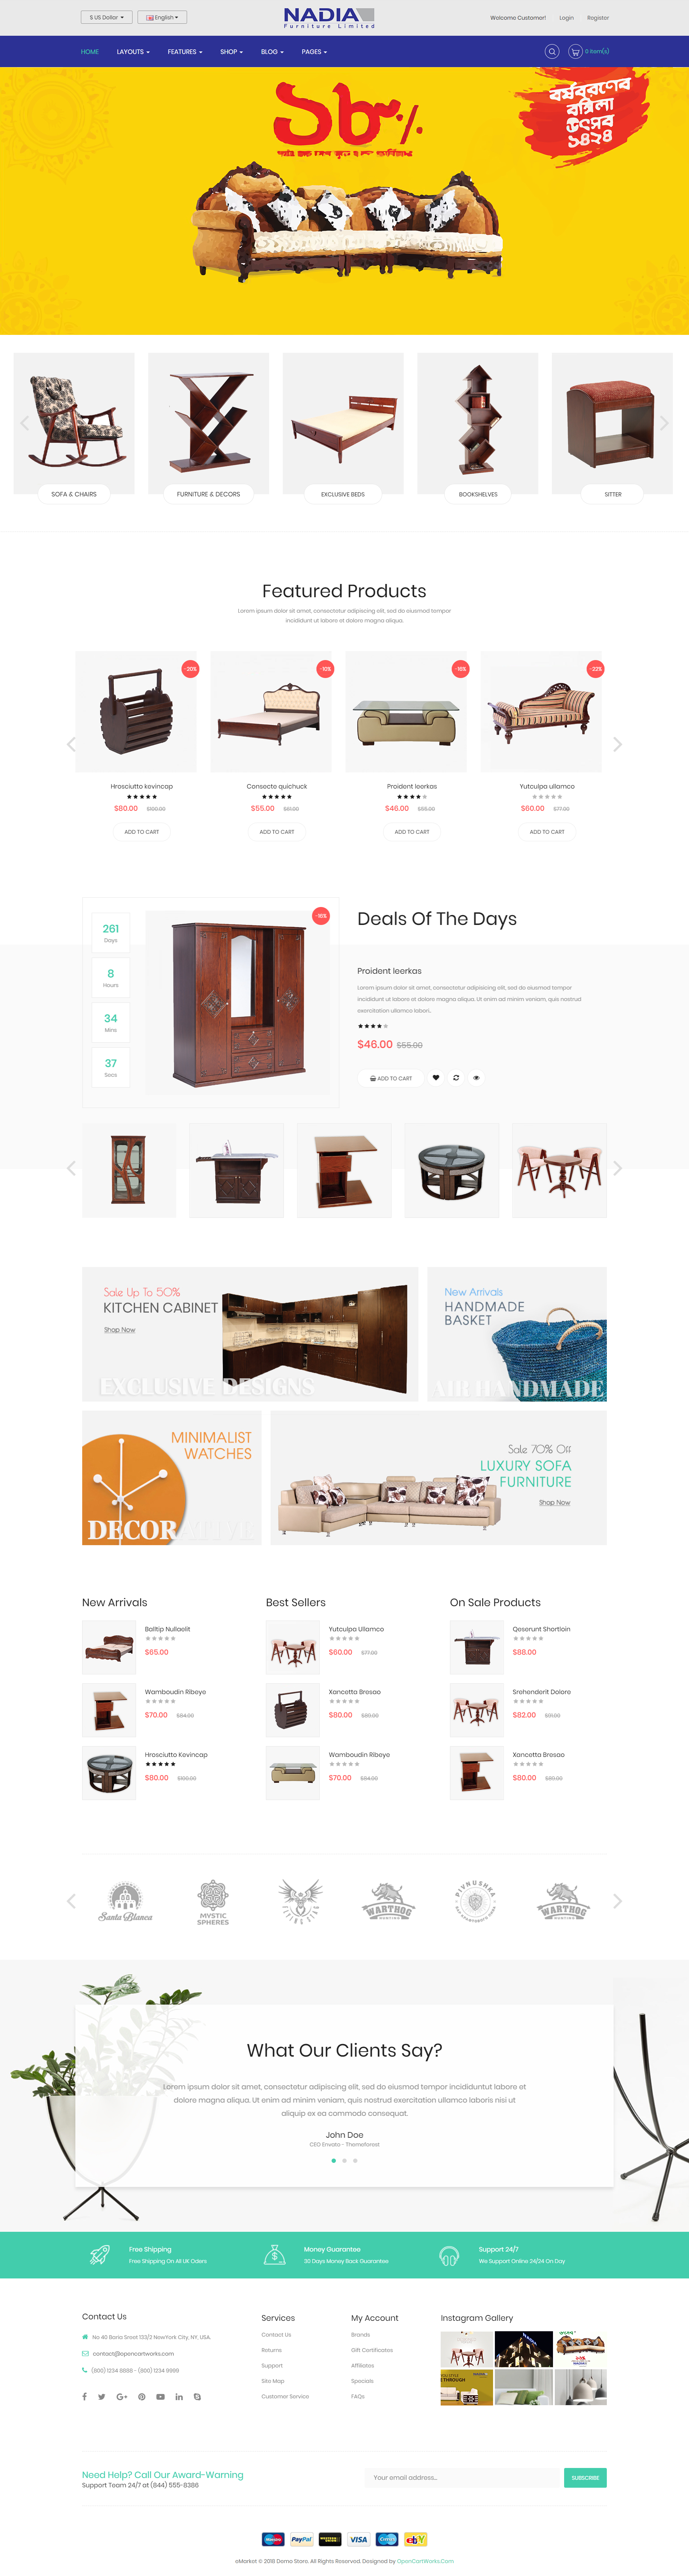 $ US Dollar
English
NADIA
Furniture Limited
Welcome Customer!
Login
Register
HOME
LAYOUTS
FEATURES
SHOP
BLOG
PAGES
0 item(s)
১৮%
বর্ষবরণের
রঙ্গিলা
উৎসব
১৪২৪
SOFA & CHAIRS
FURNITURE & DECORS
EXCLUSIVE BEDS
BOOKSHELVES
SITTER
Featured Products
Lorem ipsum dolor sit amet, consectetur adipiscing elit, sed do eiusmod tempor
incididunt ut labore et dolore magna aliqua.
-20%
-10%
-16%
-22%
Hrosciutto kevincap
Consecte quichuck
Proident leerkas
Yutculpa ullamco
$80.00 $100.00
$55.00 $61.00
$46.00 $55.00
$60.00 $77.00
ADD TO CART
ADD TO CART
ADD TO CART
ADD TO CART
Deals Of The Days
261
Days
8
Hours
34
Mins
37
Secs
-16%
Proident leerkas
Lorem ipsum dolor sit amet, consectetur adipisicing elit, sed do eiusmod tempor
incididunt ut labore et dolore magna aliqua. Ut enim ad minim veniam, quis nostrud
exercitation ullamco labori..
$46.00 $55.00
ADD TO CART
Sale Up To 50%
KITCHEN CABINET
Shop Now
EXCLUSIVE DESIGNS
New Arrivals
HANDMADE
BASKET
AIR HANDMADE
MINIMALIST
WATCHES
DECORATIVE
Sale 70% Off
LUXURY SOFA
FURNITURE
Shop Now
New Arrivals
Balltip Nullaelit
$65.00
Wamboudin Ribeye
$70.00 $84.00
Hrosciutto Kevincap
$80.00 $100.00
Best Sellers
Yutculpa Ullamco
$60.00 $77.00
Xancetta Bresao
$80.00 $89.00
Wamboudin Ribeye
$70.00 $84.00
On Sale Products
Qeserunt Shortloin
$88.00
Srehenderit Dolore
$82.00 $91.00
Xancetta Bresao
$80.00 $89.00
Santa Blanca
MYSTIC
SPHERES
WARTHOG
PIVNUSHKA
WARTHOG
What Our Clients Say?
Lorem ipsum dolor sit amet, consectetur adipiscing elit, sed do eiusmod tempor incididuntut labore et
dolore magna aliqua. Ut enim ad minim veniam, quis nostrud exercitation ullamco laboris nisi ut
aliquip ex ea commodo consequat.
John Doe
CEO Envato - Themeforest
Free Shipping
Free Shipping On All UK Oders
Money Guarantee
30 Days Money Back Guarantee
Support 24/7
We Support Online 24/24 On Day
Contact Us
No 40 Baria Sreet 133/2 NewYork City, NY, USA.
contact@opencartworks.com
(800) 1234 8888 - (800) 1234 9999
Services
Contact Us
Returns
Support
Site Map
Customer Service
My Account
Brands
Gift Certificates
Affiliates
Specials
FAQs
Instagram Gallery
Need Help? Call Our Award-Warning
Support Team 24/7 at (844) 555-8386
Your email address...
SUBSCRIBE
Maestro
PayPal
WESTERN UNION
VISA
Cirrus
ebY
eMarket © 2018 Demo Store. All Rights Reserved. Designed by OpenCartWorks.Com